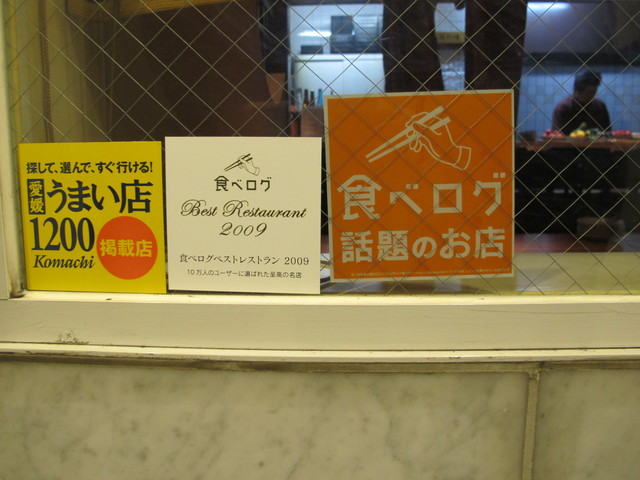 探して、選んで、すぐ行ける!
愛媛
うまい店
1200
Komachi
掲載店
食べログ
Best Restaurant
2009
食べログベストレストラン 2009
10万人のユーザーに選ばれた至高の名店
食べログ
話題のお店